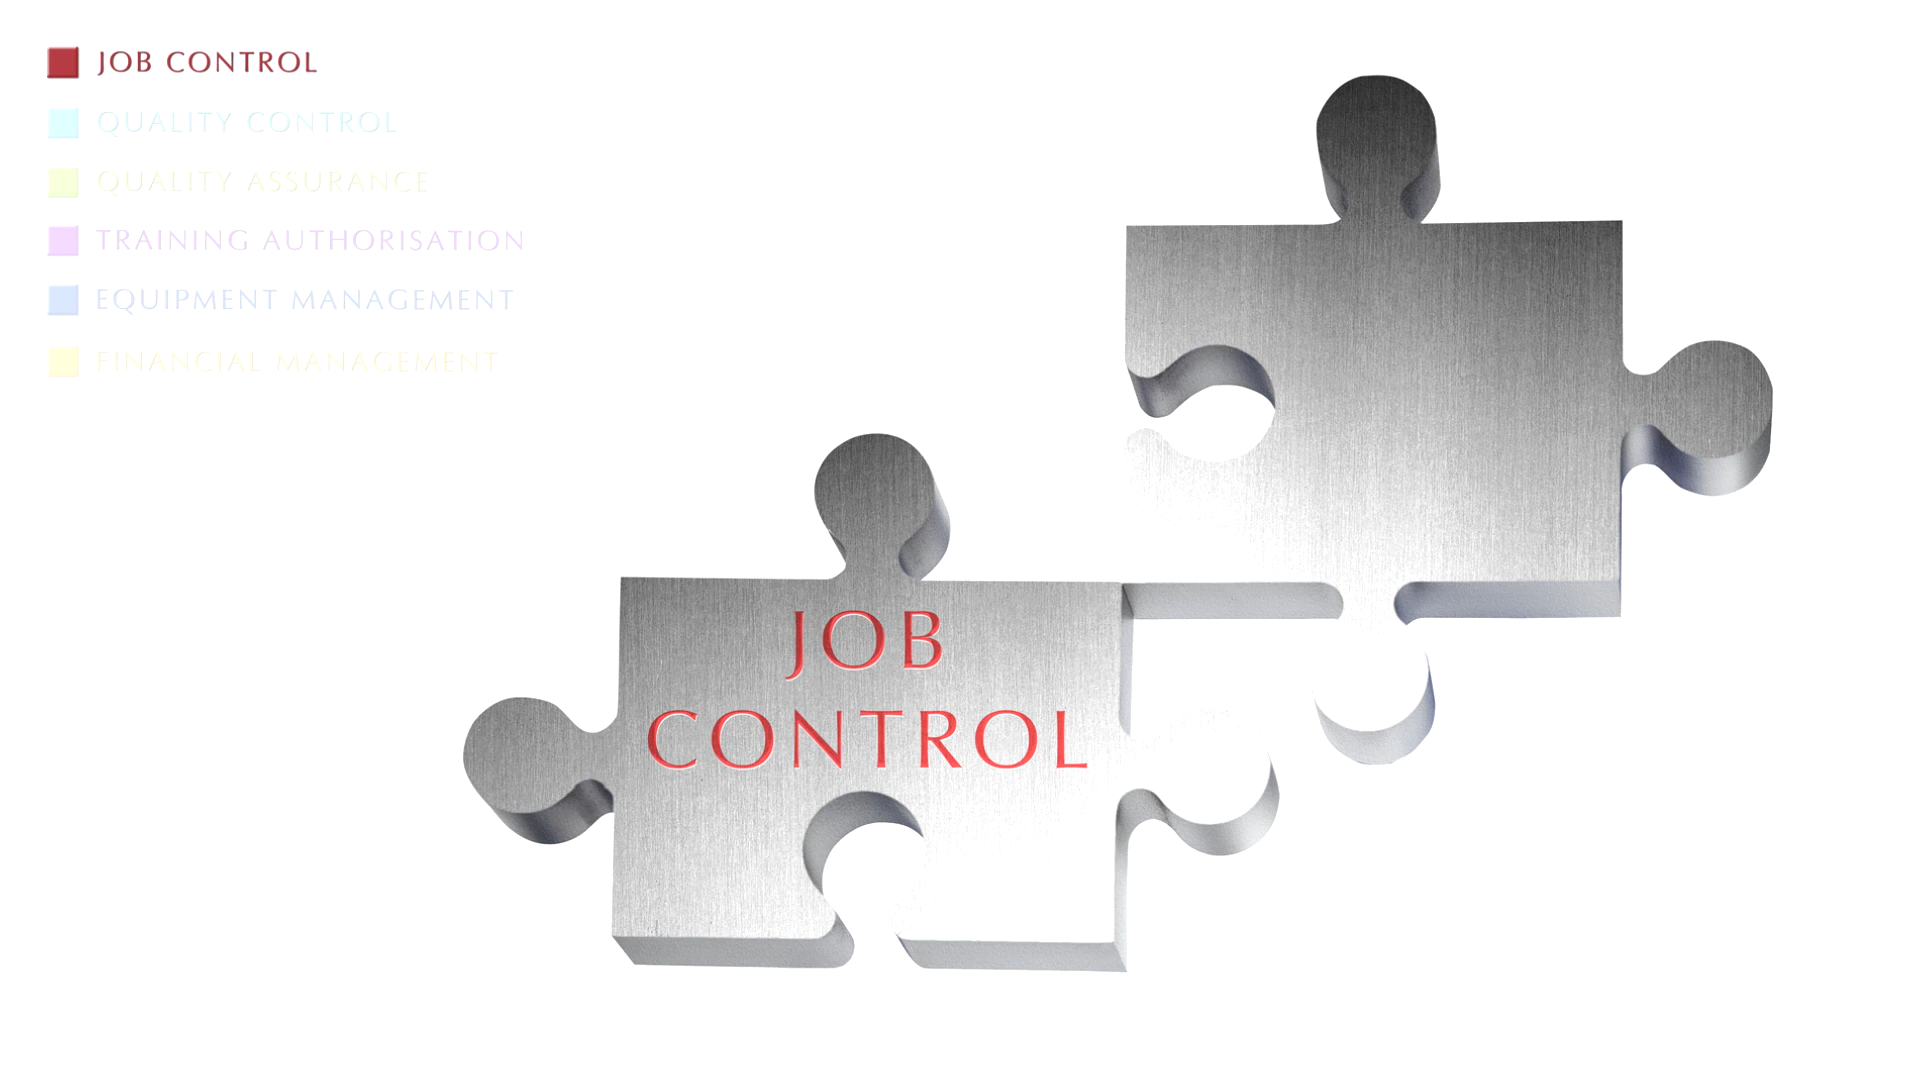 JOB CONTROL
QUALITY CONTROL
QUALITY ASSURANCE
TRAINING AUTHORISATION
EQUIPMENT MANAGEMENT
FINANCIAL MANAGEMENT
JOB
CONTROL